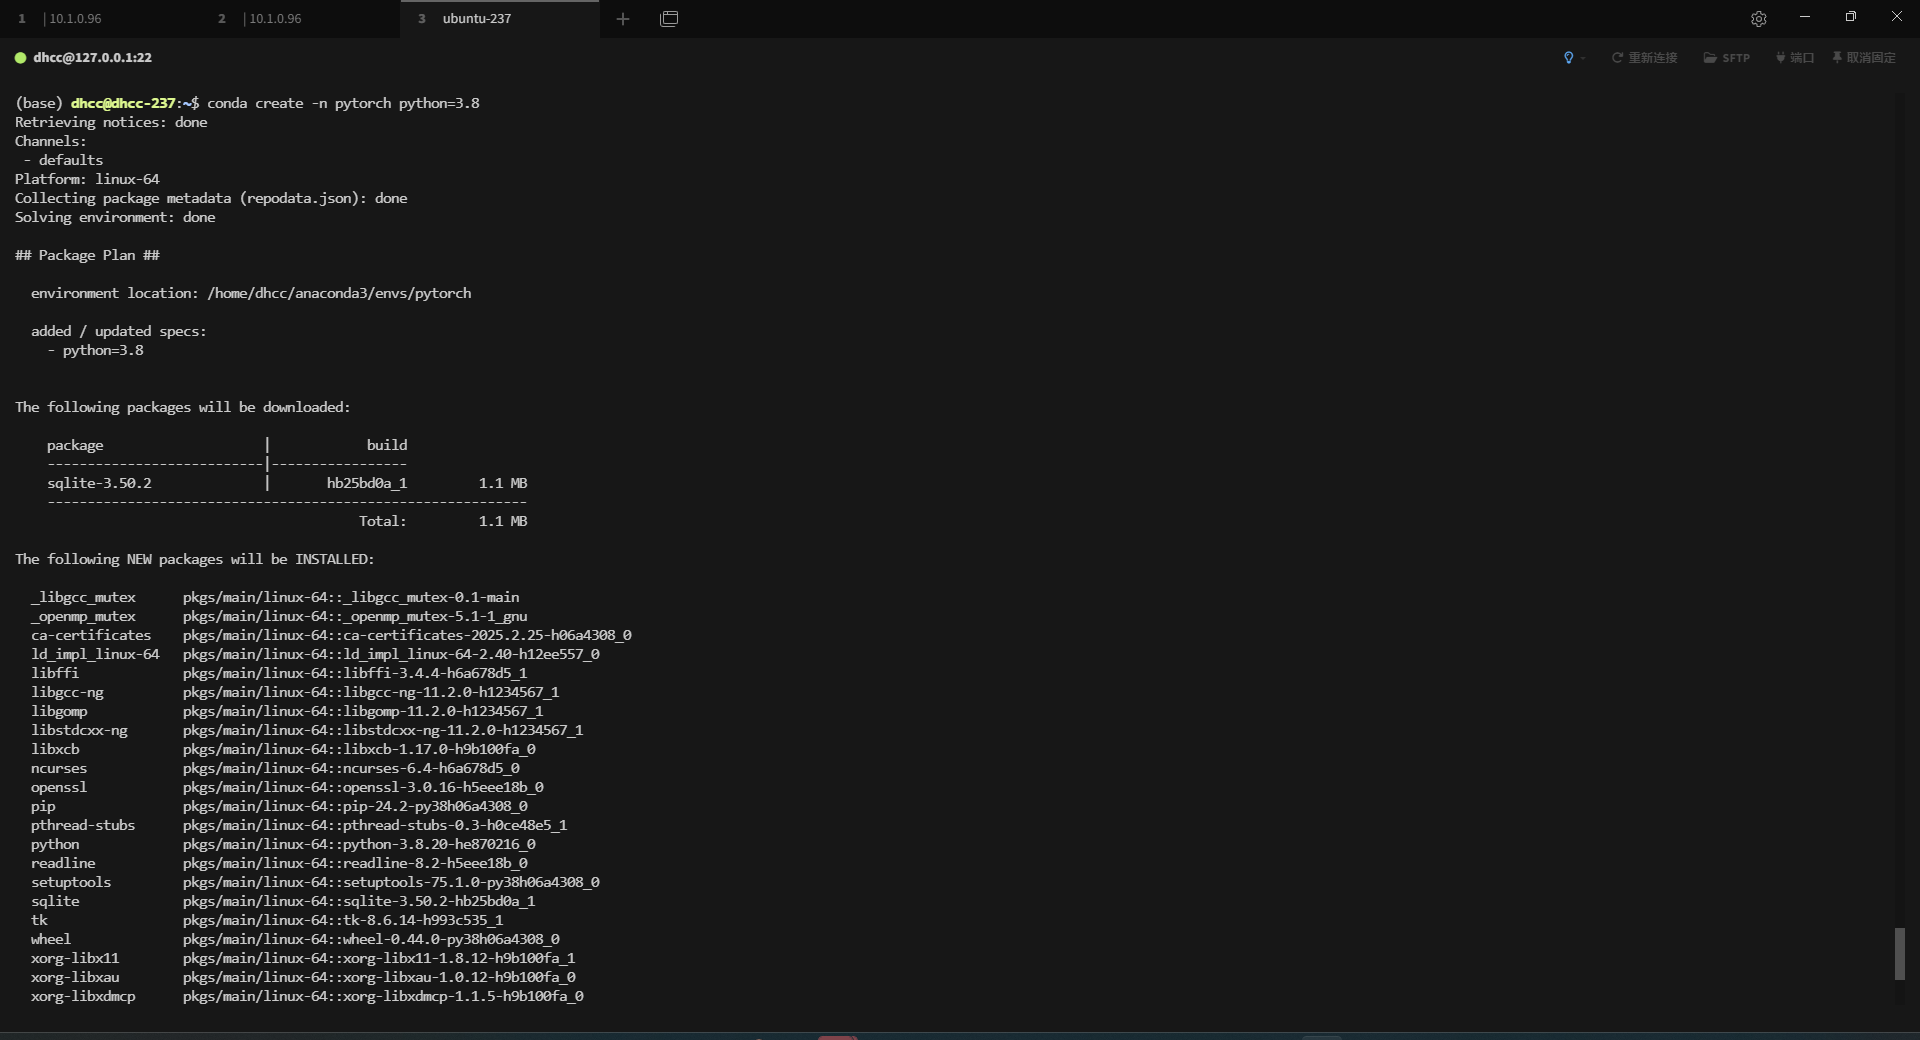 1 |10.1.0.96 2 |10.1.0.96 3 ubuntu-237
dhcc@127.0.0.1:22 重新连接 SFTP 端口 取消固定
(base) dhcc@dhcc-237:~$ conda create -n pytorch python=3.8
Retrieving notices: done
Channels:
 - defaults
Platform: linux-64
Collecting package metadata (repodata.json): done
Solving environment: done
## Package Plan ##
  environment location: /home/dhcc/anaconda3/envs/pytorch
  added / updated specs:
    - python=3.8
The following packages will be downloaded:
    package                    |            build
    ---------------------------|-----------------
    sqlite-3.50.2              |       hb25bd0a_1         1.1 MB
    ------------------------------------------------------------
                                           Total:         1.1 MB
The following NEW packages will be INSTALLED:
  _libgcc_mutex      pkgs/main/linux-64::_libgcc_mutex-0.1-main
  _openmp_mutex      pkgs/main/linux-64::_openmp_mutex-5.1-1_gnu
  ca-certificates    pkgs/main/linux-64::ca-certificates-2025.2.25-h06a4308_0
  ld_impl_linux-64   pkgs/main/linux-64::ld_impl_linux-64-2.40-h12ee557_0
  libffi             pkgs/main/linux-64::libffi-3.4.4-h6a678d5_1
  libgcc-ng          pkgs/main/linux-64::libgcc-ng-11.2.0-h1234567_1
  libgomp            pkgs/main/linux-64::libgomp-11.2.0-h1234567_1
  libstdcxx-ng       pkgs/main/linux-64::libstdcxx-ng-11.2.0-h1234567_1
  libxcb             pkgs/main/linux-64::libxcb-1.17.0-h9b100fa_0
  ncurses            pkgs/main/linux-64::ncurses-6.4-h6a678d5_0
  openssl            pkgs/main/linux-64::openssl-3.0.16-h5eee18b_0
  pip                pkgs/main/linux-64::pip-24.2-py38h06a4308_0
  pthread-stubs      pkgs/main/linux-64::pthread-stubs-0.3-h0ce48e5_1
  python             pkgs/main/linux-64::python-3.8.20-he870216_0
  readline           pkgs/main/linux-64::readline-8.2-h5eee18b_0
  setuptools         pkgs/main/linux-64::setuptools-75.1.0-py38h06a4308_0
  sqlite             pkgs/main/linux-64::sqlite-3.50.2-hb25bd0a_1
  tk                 pkgs/main/linux-64::tk-8.6.14-h993c535_1
  wheel              pkgs/main/linux-64::wheel-0.44.0-py38h06a4308_0
  xorg-libx11        pkgs/main/linux-64::xorg-libx11-1.8.12-h9b100fa_1
  xorg-libxau        pkgs/main/linux-64::xorg-libxau-1.0.12-h9b100fa_0
  xorg-libxdmcp      pkgs/main/linux-64::xorg-libxdmcp-1.1.5-h9b100fa_0